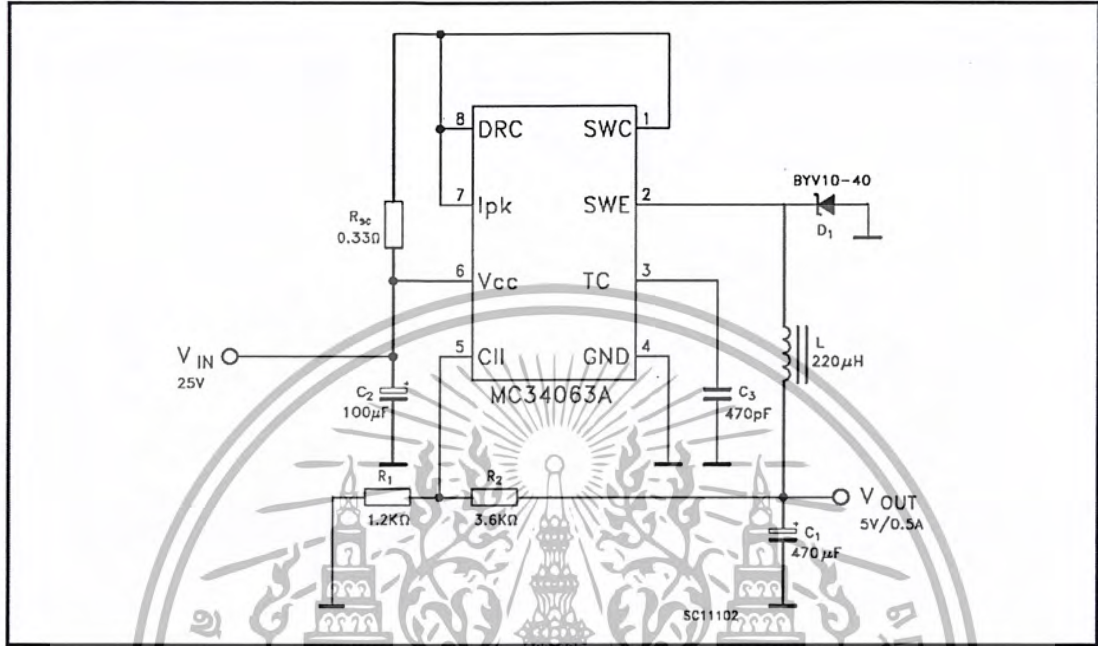 8 DRC SWC 1
7 Ipk SWE 2
BYV10-40
D1
Rsc
0.33Ω
6 Vcc TC 3
VIN
25V
5 CII GND 4
MC34063A
L
220μH
C2
+
100μF
C3
470pF
R1
1.2KΩ
R2
3.6KΩ
VOUT
5V/0.5A
+
C1
470μF
SC11102